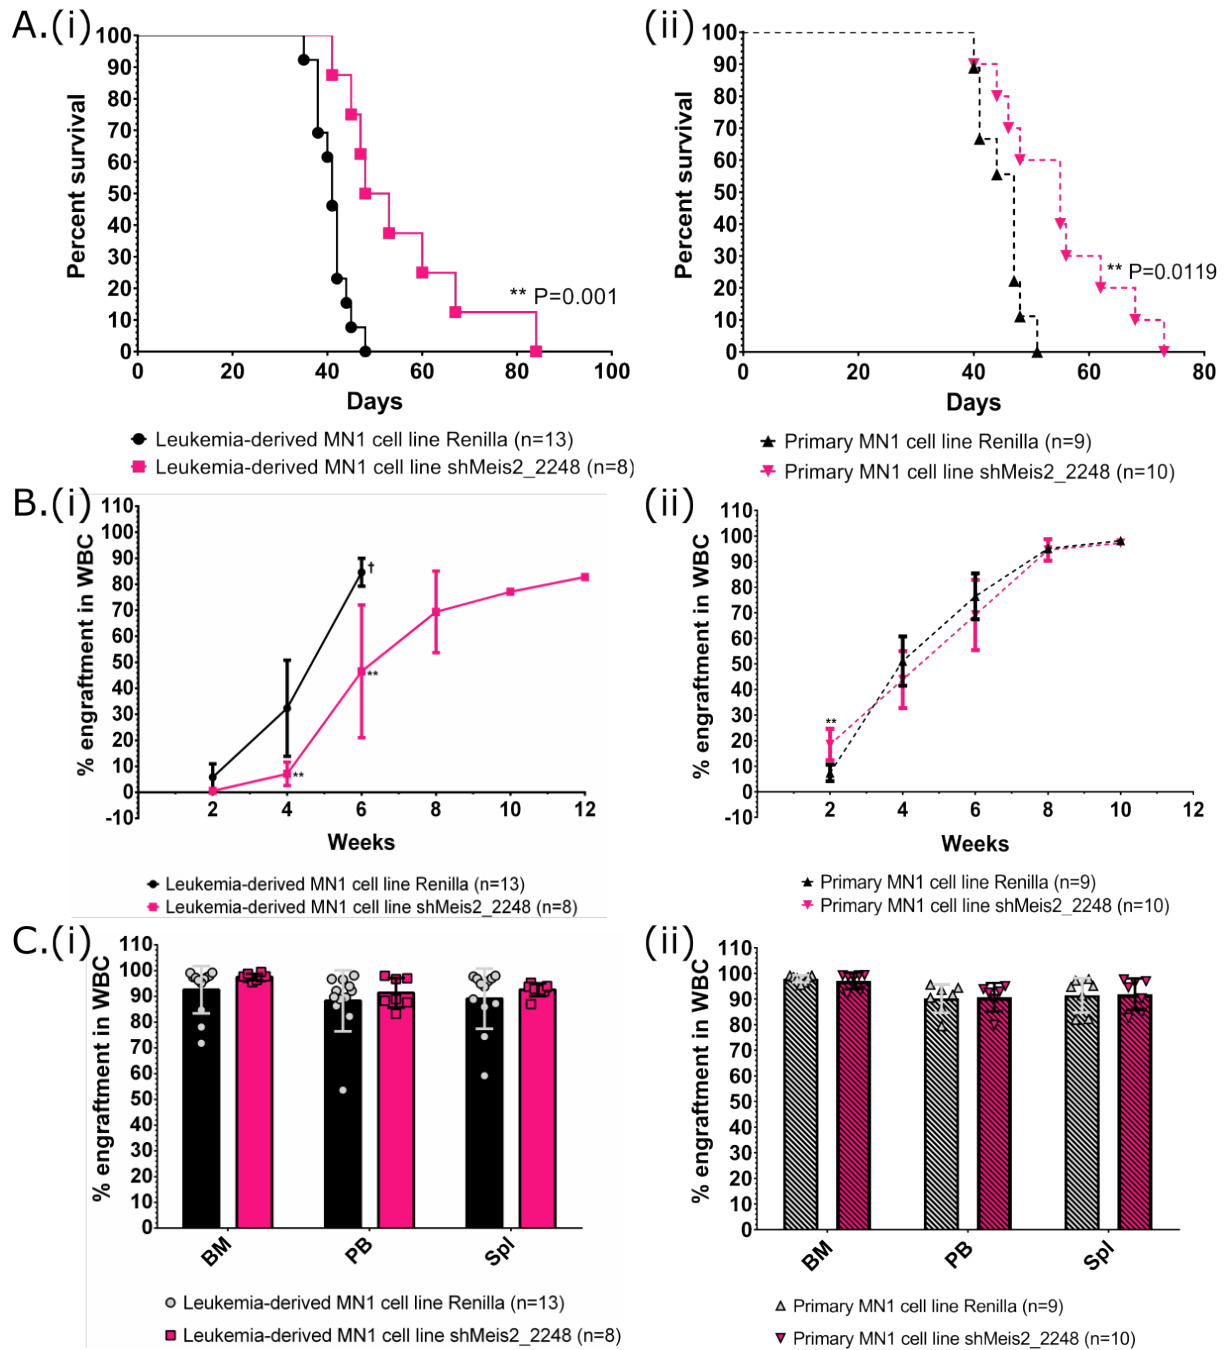 A.(i)
100
90
80
70
60
50
40
30
20
10
0
Percent survival
** P=0.001
0 20 40 60 80 100
Days
Leukemia-derived MN1 cell line Renilla (n=13)
Leukemia-derived MN1 cell line shMeis2_2248 (n=8)
(ii)
100
90
80
70
60
50
40
30
20
10
0
Percent survival
** P=0.0119
0 20 40 60 80
Days
Primary MN1 cell line Renilla (n=9)
Primary MN1 cell line shMeis2_2248 (n=10)
B.(i)
110
100
90
80
70
60
50
40
30
20
10
0
-10
% engraftment in WBC
†
**
**
2 4 6 8 10 12
Weeks
Leukemia-derived MN1 cell line Renilla (n=13)
Leukemia-derived MN1 cell line shMeis2_2248 (n=8)
(ii)
110
100
90
80
70
60
50
40
30
20
10
0
-10
% engraftment in WBC
**
2 4 6 8 10 12
Weeks
Primary MN1 cell line Renilla (n=9)
Primary MN1 cell line shMeis2_2248 (n=10)
C.(i)
110
100
90
80
70
60
50
40
30
20
10
0
% engraftment in WBC
BM PB Spl
Leukemia-derived MN1 cell line Renilla (n=13)
Leukemia-derived MN1 cell line shMeis2_2248 (n=8)
(ii)
110
100
90
80
70
60
50
40
30
20
10
0
% engraftment in WBC
BM PB Spl
Primary MN1 cell line Renilla (n=9)
Primary MN1 cell line shMeis2_2248 (n=10)